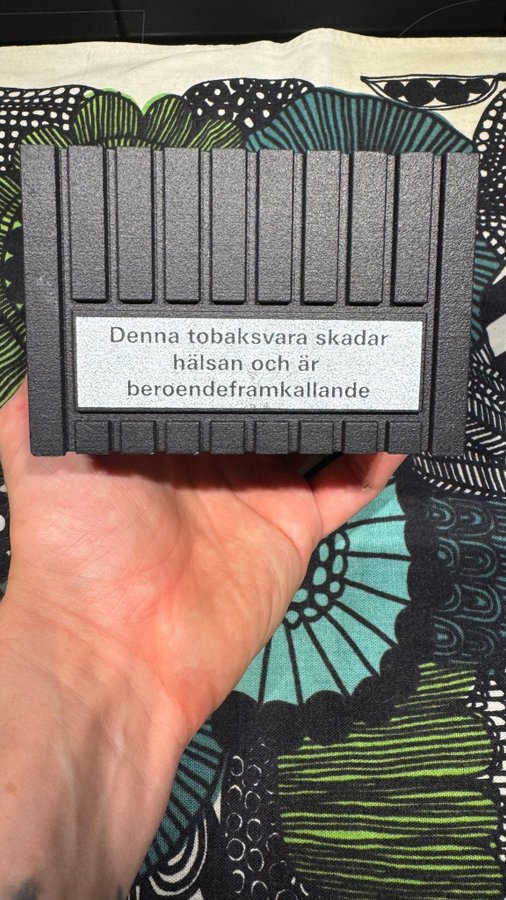 Denna tobaksvara skadar
hälsan och är
beroendeframkallande